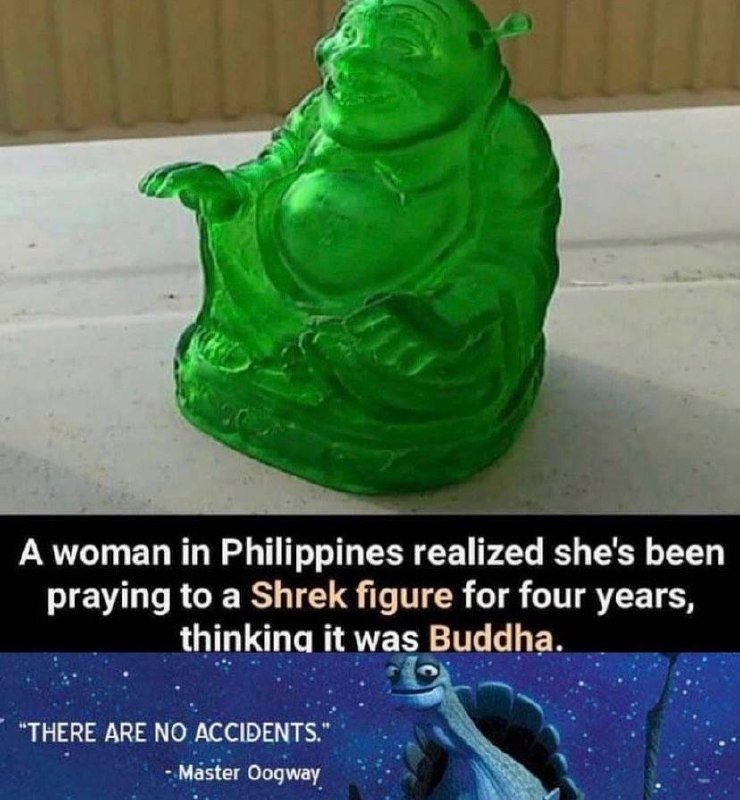 A woman in Philippines realized she's been
praying to a Shrek figure for four years,
thinking it was Buddha.
"THERE ARE NO ACCIDENTS."
- Master Oogway